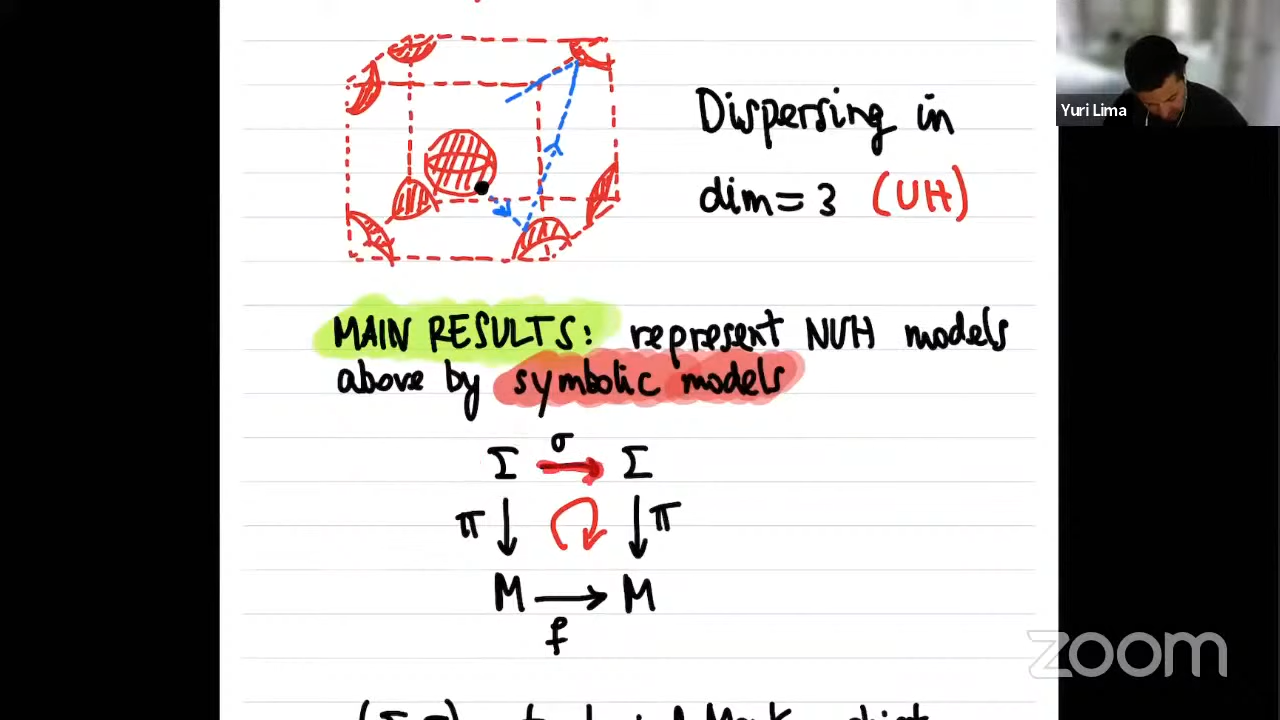 Yuri Lima
Dispersing in
dim = 3 (UH)
MAIN RESULTS: represent NUH models
above by symbolic models
σ
Σ Σ
π π
M M
f
zoom